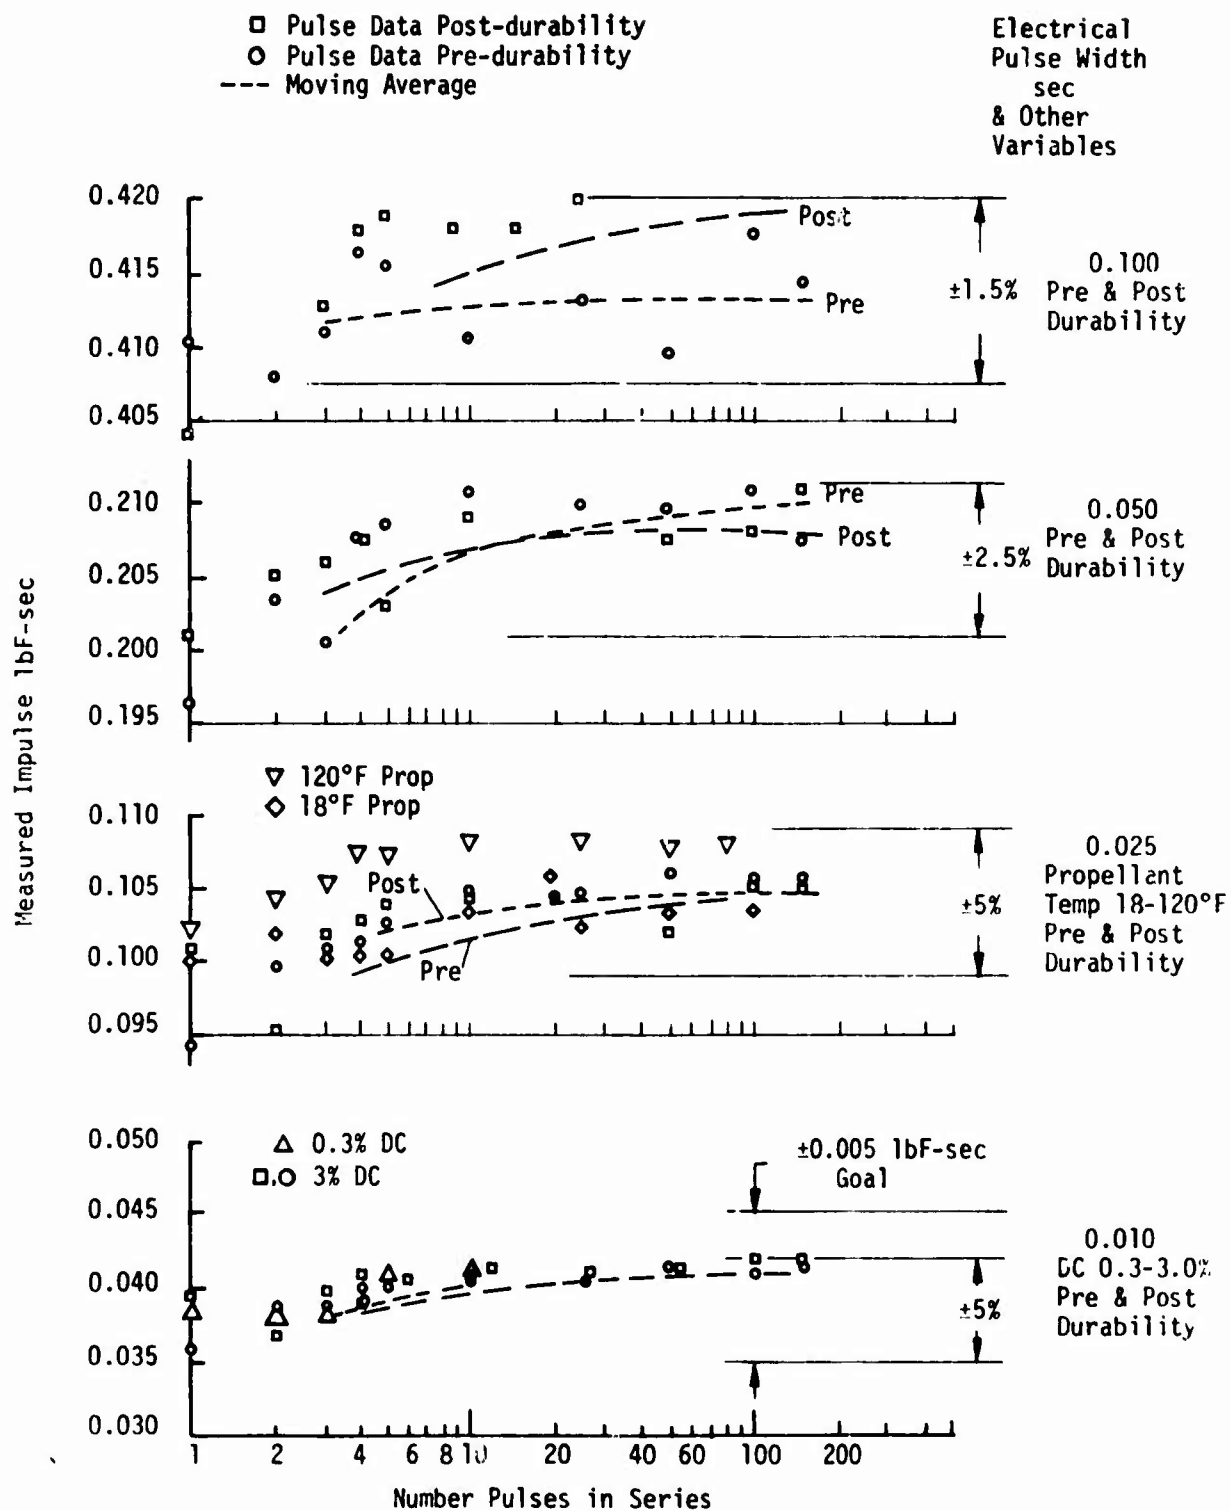 Pulse Data Post-durability
Pulse Data Pre-durability
--- Moving Average
Electrical
Pulse Width
sec
& Other
Variables
Measured Impulse lbF-sec
0.420
0.415
0.410
0.405
Post
Pre
±1.5%
0.100
Pre & Post
Durability
0.210
0.205
0.200
0.195
Pre
Post
±2.5%
0.050
Pre & Post
Durability
120°F Prop
18°F Prop
0.110
0.105
0.100
0.095
Post
Pre
±5%
0.025
Propellant
Temp 18-120°F
Pre & Post
Durability
0.050
0.045
0.040
0.035
0.030
0.3% DC
3% DC
±0.005 lbF-sec
Goal
±5%
0.010
DC 0.3-3.0%
Pre & Post
Durability
1 2 4 6 8 10 20 40 60 100 200
Number Pulses in Series